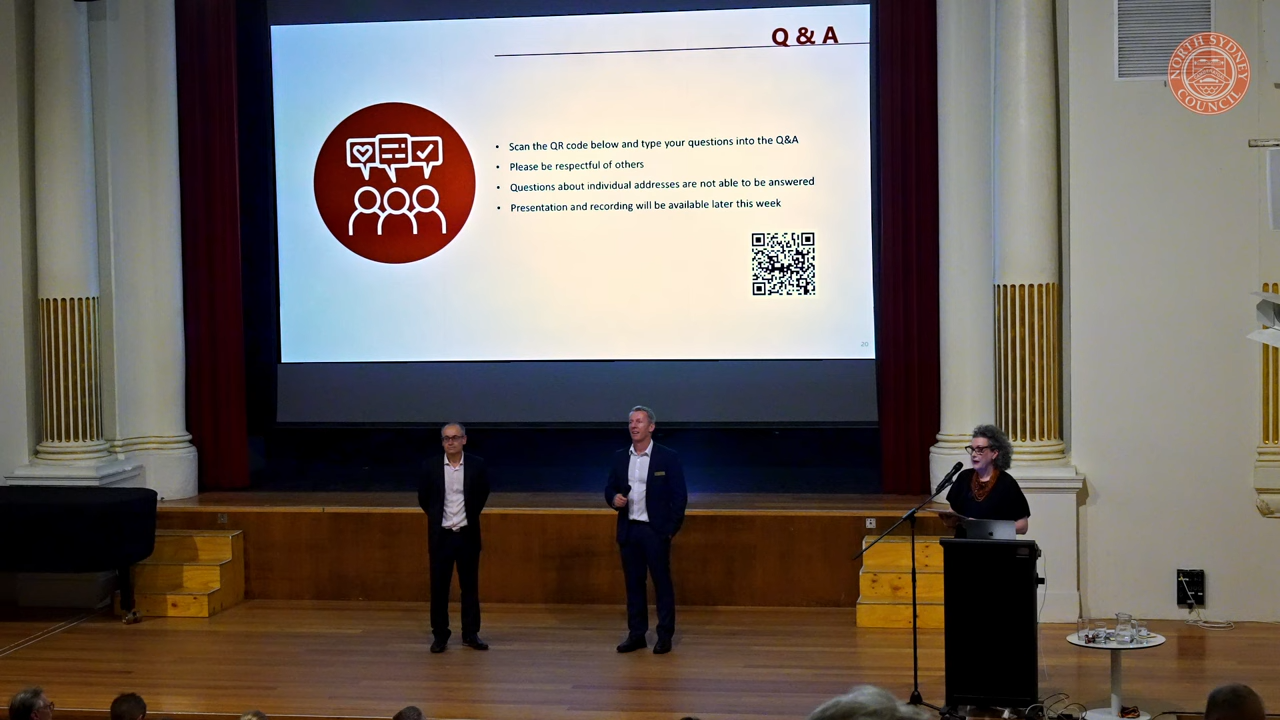 Q & A
• Scan the QR code below and type your questions into the Q&A
• Please be respectful of others
• Questions about individual addresses are not able to be answered
• Presentation and recording will be available later this week
20
NORTH SYDNEY
COUNCIL